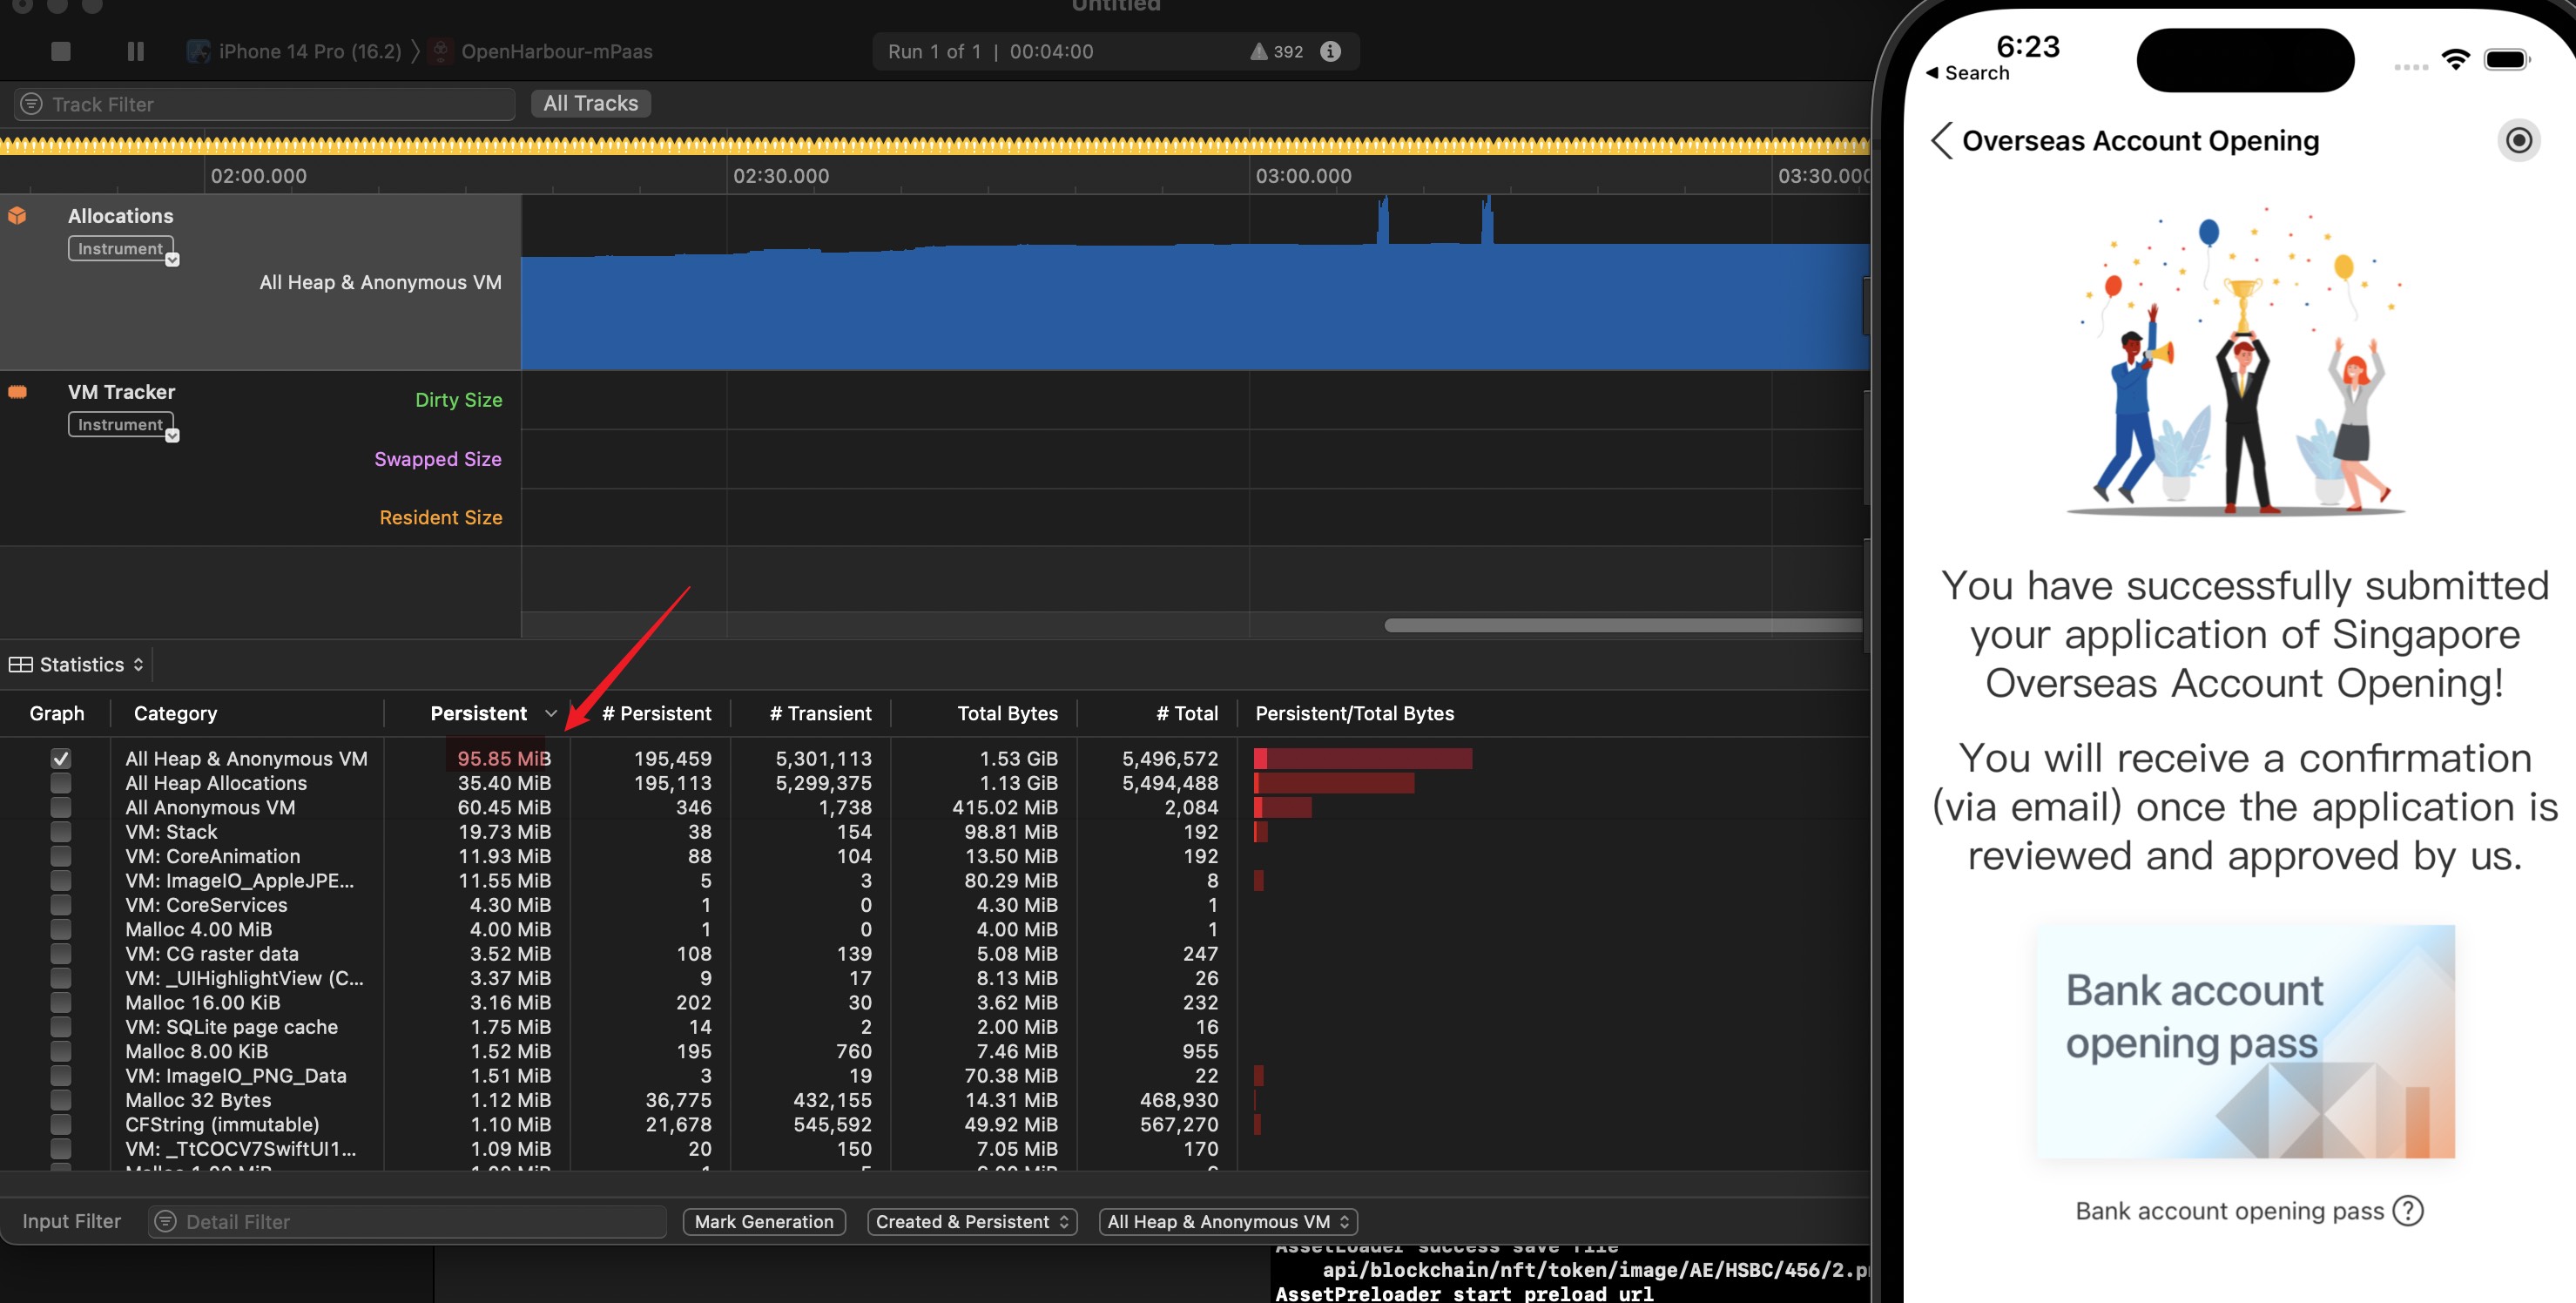 Untitled
iPhone 14 Pro (16.2) 〉 OpenHarbour-mPaas
Run 1 of 1 | 00:04:00
392
Track Filter
All Tracks
02:00.000
02:30.000
03:00.000
03:30.000
Allocations
Instrument
All Heap & Anonymous VM
VM Tracker
Instrument
Dirty Size
Swapped Size
Resident Size
Statistics
Graph Category Persistent # Persistent # Transient Total Bytes # Total Persistent/Total Bytes
All Heap & Anonymous VM 95.85 MiB 195,459 5,301,113 1.53 GiB 5,496,572
All Heap Allocations 35.40 MiB 195,113 5,299,375 1.13 GiB 5,494,488
All Anonymous VM 60.45 MiB 346 1,738 415.02 MiB 2,084
VM: Stack 19.73 MiB 38 154 98.81 MiB 192
VM: CoreAnimation 11.93 MiB 88 104 13.50 MiB 192
VM: ImageIO_AppleJPE... 11.55 MiB 5 3 80.29 MiB 8
VM: CoreServices 4.30 MiB 1 0 4.30 MiB 1
Malloc 4.00 MiB 4.00 MiB 1 0 4.00 MiB 1
VM: CG raster data 3.52 MiB 108 139 5.08 MiB 247
VM: _UIHighlightView (C... 3.37 MiB 9 17 8.13 MiB 26
Malloc 16.00 KiB 3.16 MiB 202 30 3.62 MiB 232
VM: SQLite page cache 1.75 MiB 14 2 2.00 MiB 16
Malloc 8.00 KiB 1.52 MiB 195 760 7.46 MiB 955
VM: ImageIO_PNG_Data 1.51 MiB 3 19 70.38 MiB 22
Malloc 32 Bytes 1.12 MiB 36,775 432,155 14.31 MiB 468,930
CFString (immutable) 1.10 MiB 21,678 545,592 49.92 MiB 567,270
VM: _TtCOCV7SwiftUI1... 1.09 MiB 20 150 7.05 MiB 170
Input Filter
Detail Filter
Mark Generation
Created & Persistent
All Heap & Anonymous VM
AssetLoader success save file
api/blockchain/nft/token/image/AE/HSBC/456/2.p
AssetPreloader start preload url
6:23
◀ Search
Overseas Account Opening
You have successfully submitted
your application of Singapore
Overseas Account Opening!
You will receive a confirmation
(via email) once the application is
reviewed and approved by us.
Bank account
opening pass
Bank account opening pass ?